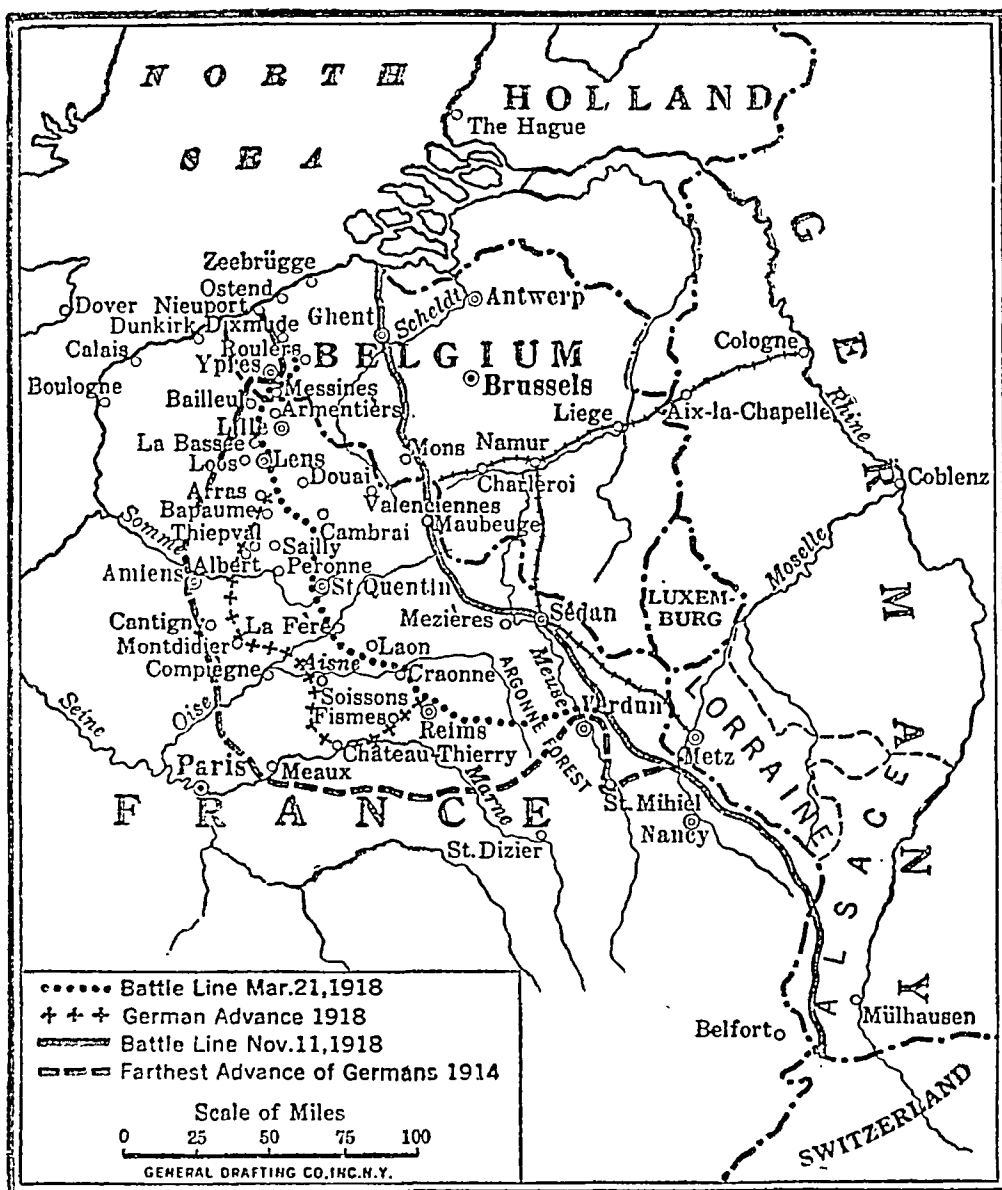 NORTH
SEA
HOLLAND
The Hague
GERMANY
Zeebrügge
Ostend
Dover
Nieuport
Ghent
Scheldt
Antwerp
Dunkirk
Dixmude
Calais
Roulers
BELGIUM
Cologne
Ypres
Brussels
Boulogne
Messines
Bailleul
Armentiers
Liege
Aix-la-Chapelle
Rhine
Lille
La Bassee
Mons
Namur
Loos
Lens
Charleroi
Coblenz
Douai
Valenciennes
Arras
Bapaume
Maubeuge
Somme
Thiepval
Cambrai
Sailly
Moselle
Albert
Peronne
Amiens
St. Quentin
LUXEM-
BURG
Sedan
Cantigny
La Fere
Mezières
Montdidier
Laon
Compiegne
Aisne
Craonne
Meuse
ARGONNE FOREST
Soissons
Verdun
LORRAINE
Seine
Oise
Fismes
Reims
Metz
Château-Thierry
Paris
Meaux
Marne
St. Mihiel
FRANCE
Nancy
St. Dizier
ALSACE
Belfort
Mülhausen
SWITZERLAND
Battle Line Mar.21,1918
German Advance 1918
Battle Line Nov.11,1918
Farthest Advance of Germans 1914
Scale of Miles
0 25 50 75 100
GENERAL DRAFTING CO.INC.N.Y.